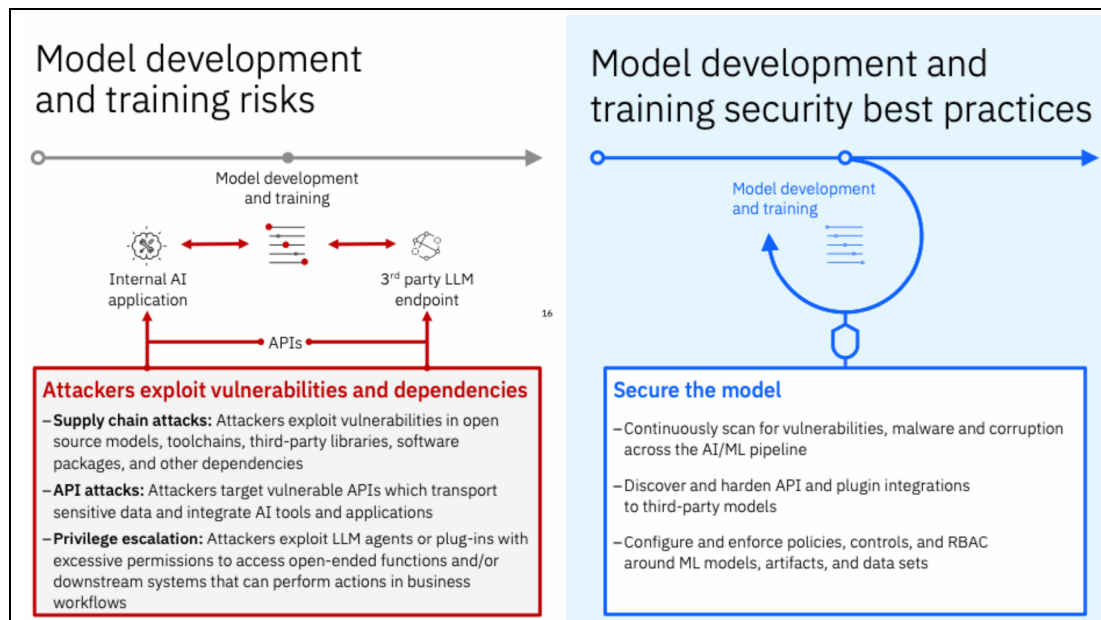 Model development
and training risks
Model development
and training
Internal AI
application
3rd party LLM
endpoint
16
APIs
Attackers exploit vulnerabilities and dependencies
–Supply chain attacks: Attackers exploit vulnerabilities in open
source models, toolchains, third-party libraries, software
packages, and other dependencies
–API attacks: Attackers target vulnerable APIs which transport
sensitive data and integrate AI tools and applications
–Privilege escalation: Attackers exploit LLM agents or plug-ins with
excessive permissions to access open-ended functions and/or
downstream systems that can perform actions in business
workflows
Model development and
training security best practices
Model development
and training
Secure the model
–Continuously scan for vulnerabilities, malware and corruption
across the AI/ML pipeline
–Discover and harden API and plugin integrations
to third-party models
–Configure and enforce policies, controls, and RBAC
around ML models, artifacts, and data sets